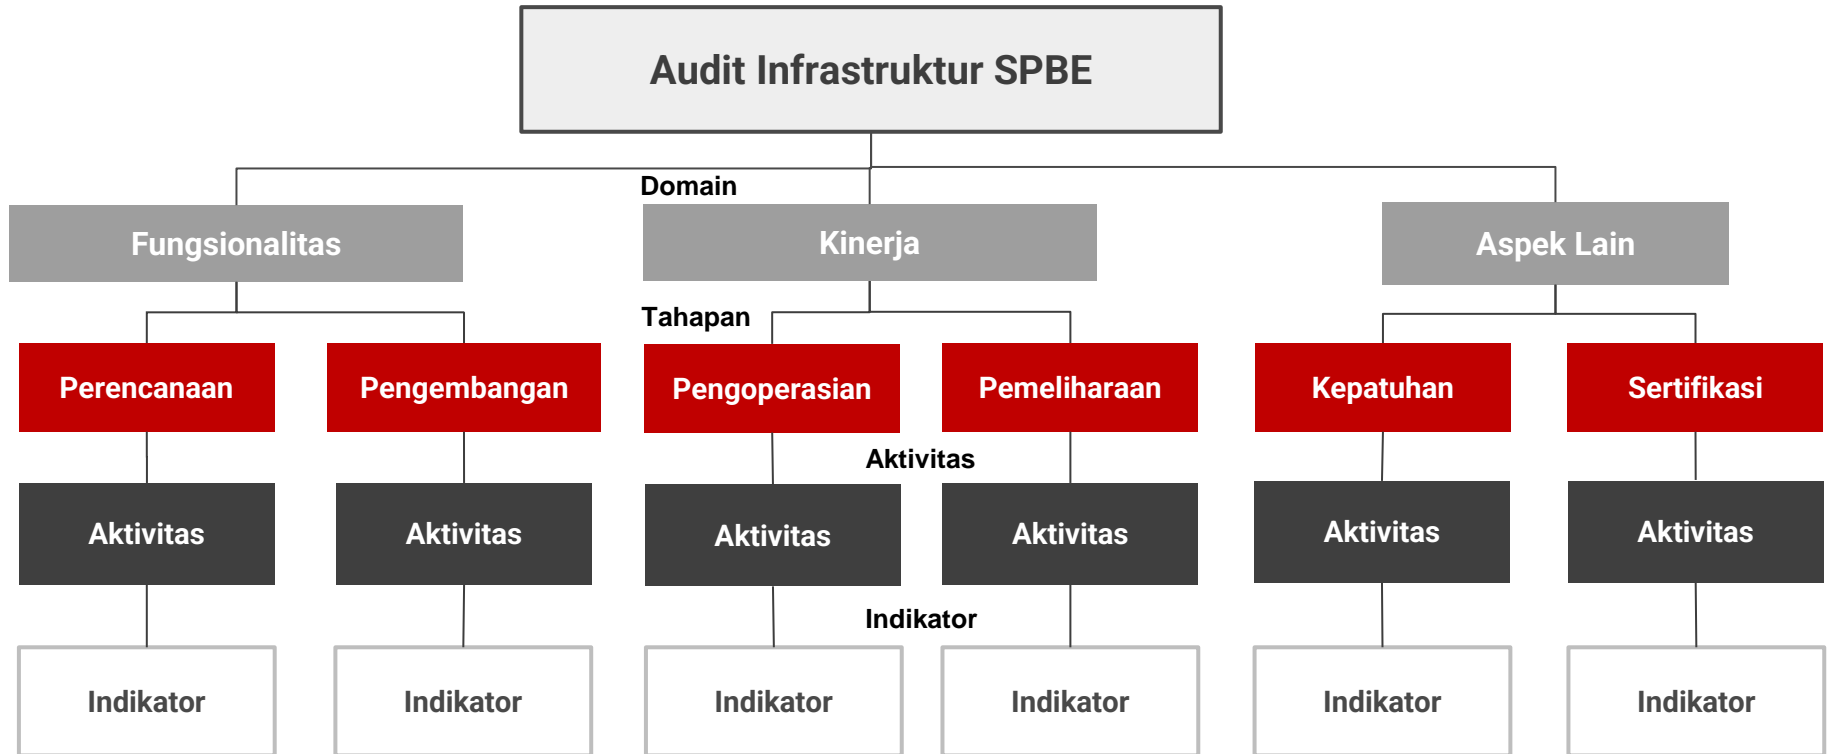 Audit Infrastruktur SPBE
Domain
Fungsionalitas
Kinerja
Aspek Lain
Tahapan
Perencanaan
Pengembangan
Pengoperasian
Pemeliharaan
Kepatuhan
Sertifikasi
Aktivitas
Aktivitas
Aktivitas
Aktivitas
Aktivitas
Aktivitas
Aktivitas
Indikator
Indikator
Indikator
Indikator
Indikator
Indikator
Indikator